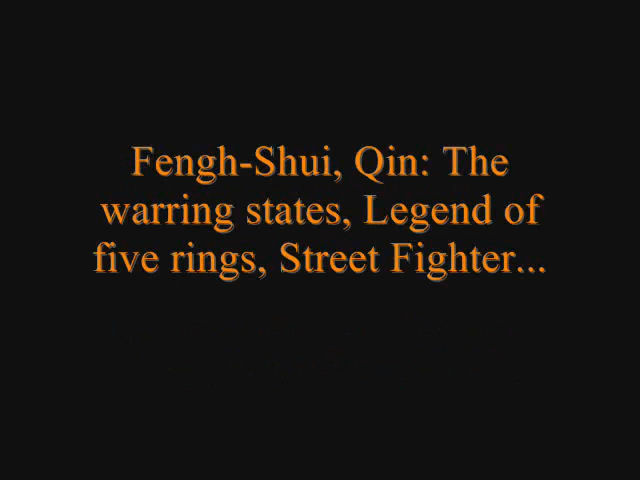 Fengh-Shui, Qin: The
warring states, Legend of
five rings, Street Fighter...